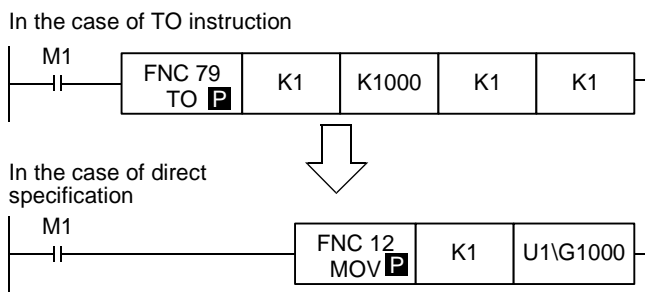 In the case of TO instruction
M1
FNC 79
TO P
K1
K1000
K1
K1
In the case of direct
specification
M1
FNC 12
MOV P
K1
U1\G1000